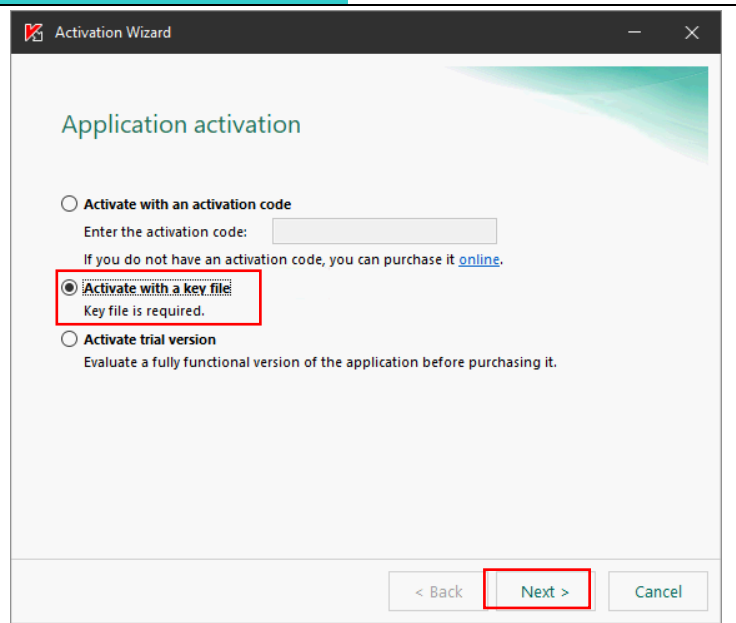 Activation Wizard
Application activation
Activate with an activation code
Enter the activation code:
If you do not have an activation code, you can purchase it online.
Activate with a key file
Key file is required.
Activate trial version
Evaluate a fully functional version of the application before purchasing it.
< Back Next > Cancel